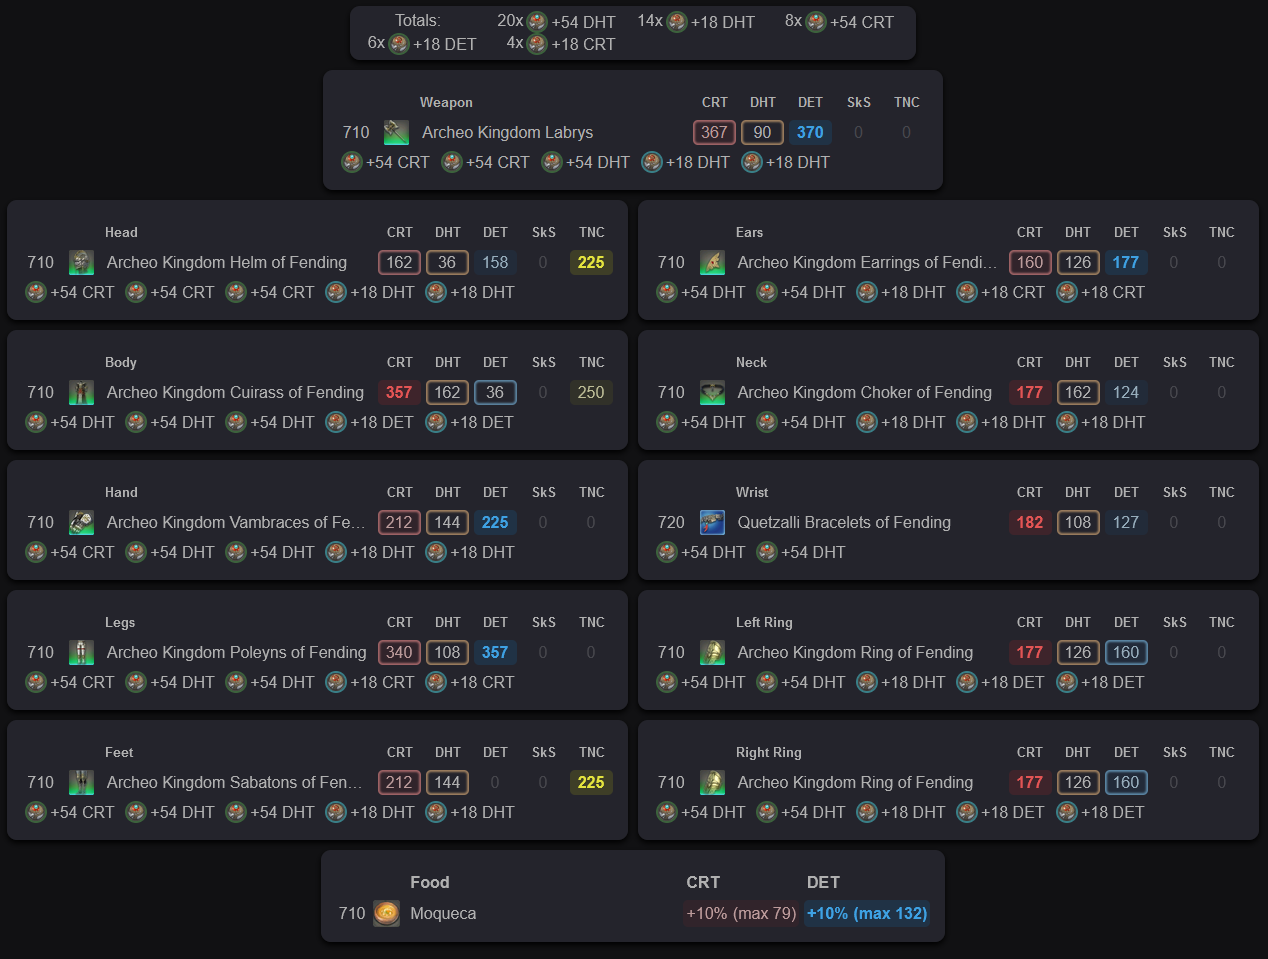 Totals: 20x +54 DHT 14x +18 DHT 8x +54 CRT
6x +18 DET 4x +18 CRT
Weapon CRT DHT DET SkS TNC
710 Archeo Kingdom Labrys 367 90 370 0 0
+54 CRT +54 CRT +54 DHT +18 DHT +18 DHT
Head CRT DHT DET SkS TNC
710 Archeo Kingdom Helm of Fending 162 36 158 0 225
+54 CRT +54 CRT +54 CRT +18 DHT +18 DHT
Ears CRT DHT DET SkS TNC
710 Archeo Kingdom Earrings of Fendi... 160 126 177 0 0
+54 DHT +54 DHT +18 DHT +18 CRT +18 CRT
Body CRT DHT DET SkS TNC
710 Archeo Kingdom Cuirass of Fending 357 162 36 0 250
+54 DHT +54 DHT +54 DHT +18 DET +18 DET
Neck CRT DHT DET SkS TNC
710 Archeo Kingdom Choker of Fending 177 162 124 0 0
+54 DHT +54 DHT +18 DHT +18 DHT +18 DHT
Hand CRT DHT DET SkS TNC
710 Archeo Kingdom Vambraces of Fe... 212 144 225 0 0
+54 CRT +54 DHT +54 DHT +18 DHT +18 DHT
Wrist CRT DHT DET SkS TNC
720 Quetzalli Bracelets of Fending 182 108 127 0 0
+54 DHT +54 DHT
Legs CRT DHT DET SkS TNC
710 Archeo Kingdom Poleyns of Fending 340 108 357 0 0
+54 CRT +54 DHT +54 DHT +18 CRT +18 CRT
Left Ring CRT DHT DET SkS TNC
710 Archeo Kingdom Ring of Fending 177 126 160 0 0
+54 DHT +54 DHT +18 DHT +18 DET +18 DET
Feet CRT DHT DET SkS TNC
710 Archeo Kingdom Sabatons of Fen... 212 144 0 0 225
+54 CRT +54 DHT +54 DHT +18 DHT +18 DHT
Right Ring CRT DHT DET SkS TNC
710 Archeo Kingdom Ring of Fending 177 126 160 0 0
+54 DHT +54 DHT +18 DHT +18 DET +18 DET
Food CRT DET
710 Moqueca +10% (max 79) +10% (max 132)